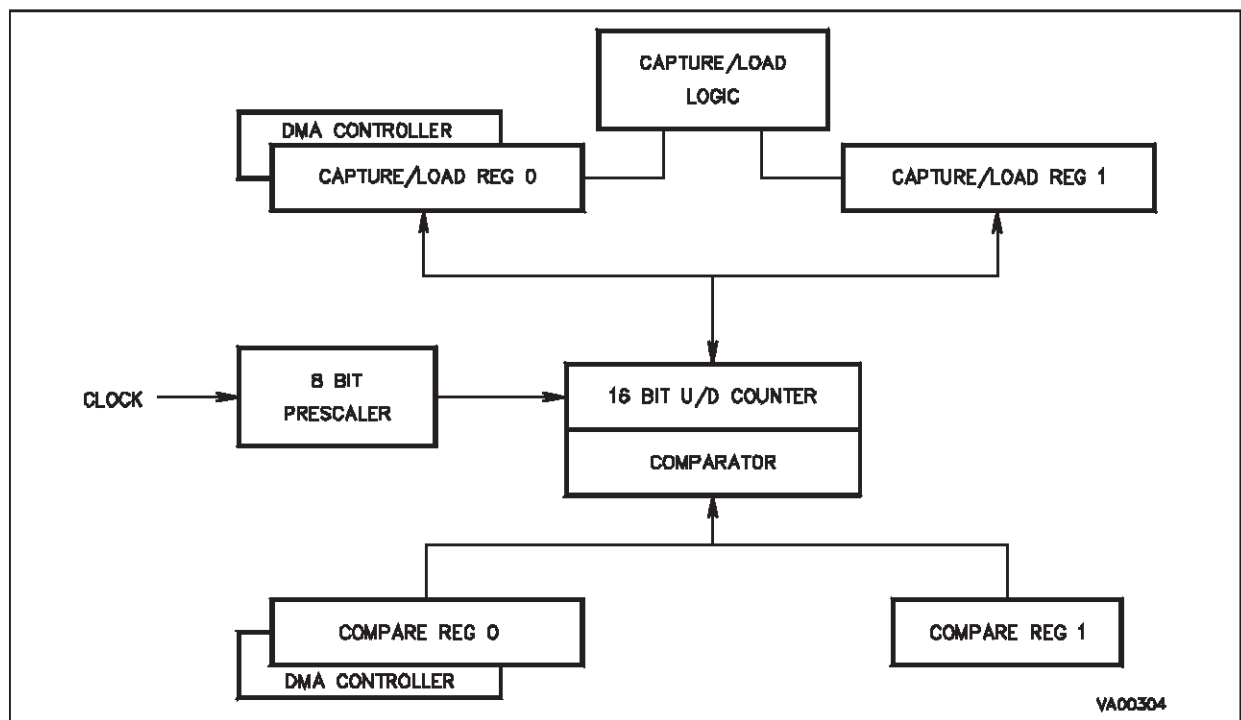 CAPTURE/LOAD
LOGIC
DMA CONTROLLER
CAPTURE/LOAD REG 0
CAPTURE/LOAD REG 1
CLOCK
8 BIT
PRESCALER
16 BIT U/D COUNTER
COMPARATOR
COMPARE REG 0
COMPARE REG 1
DMA CONTROLLER
VA00304